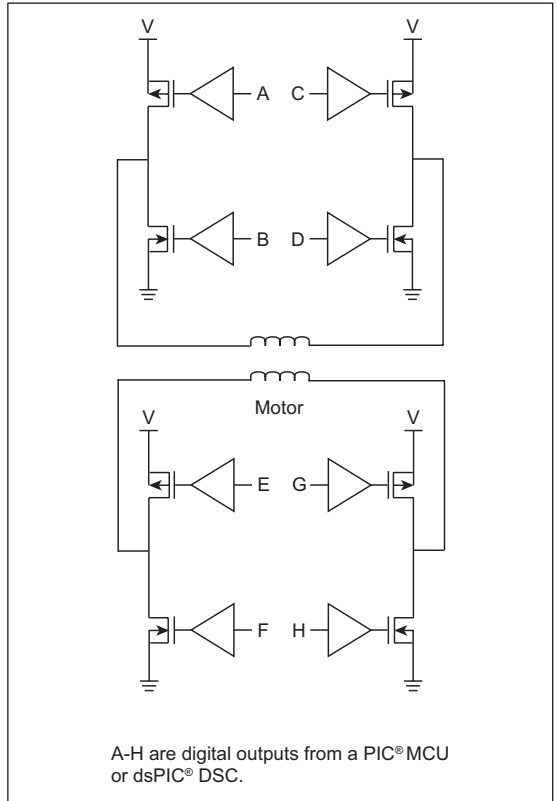 V V
A C
B D
Motor
V V
E G
F H
A-H are digital outputs from a PIC® MCU
or dsPIC® DSC.